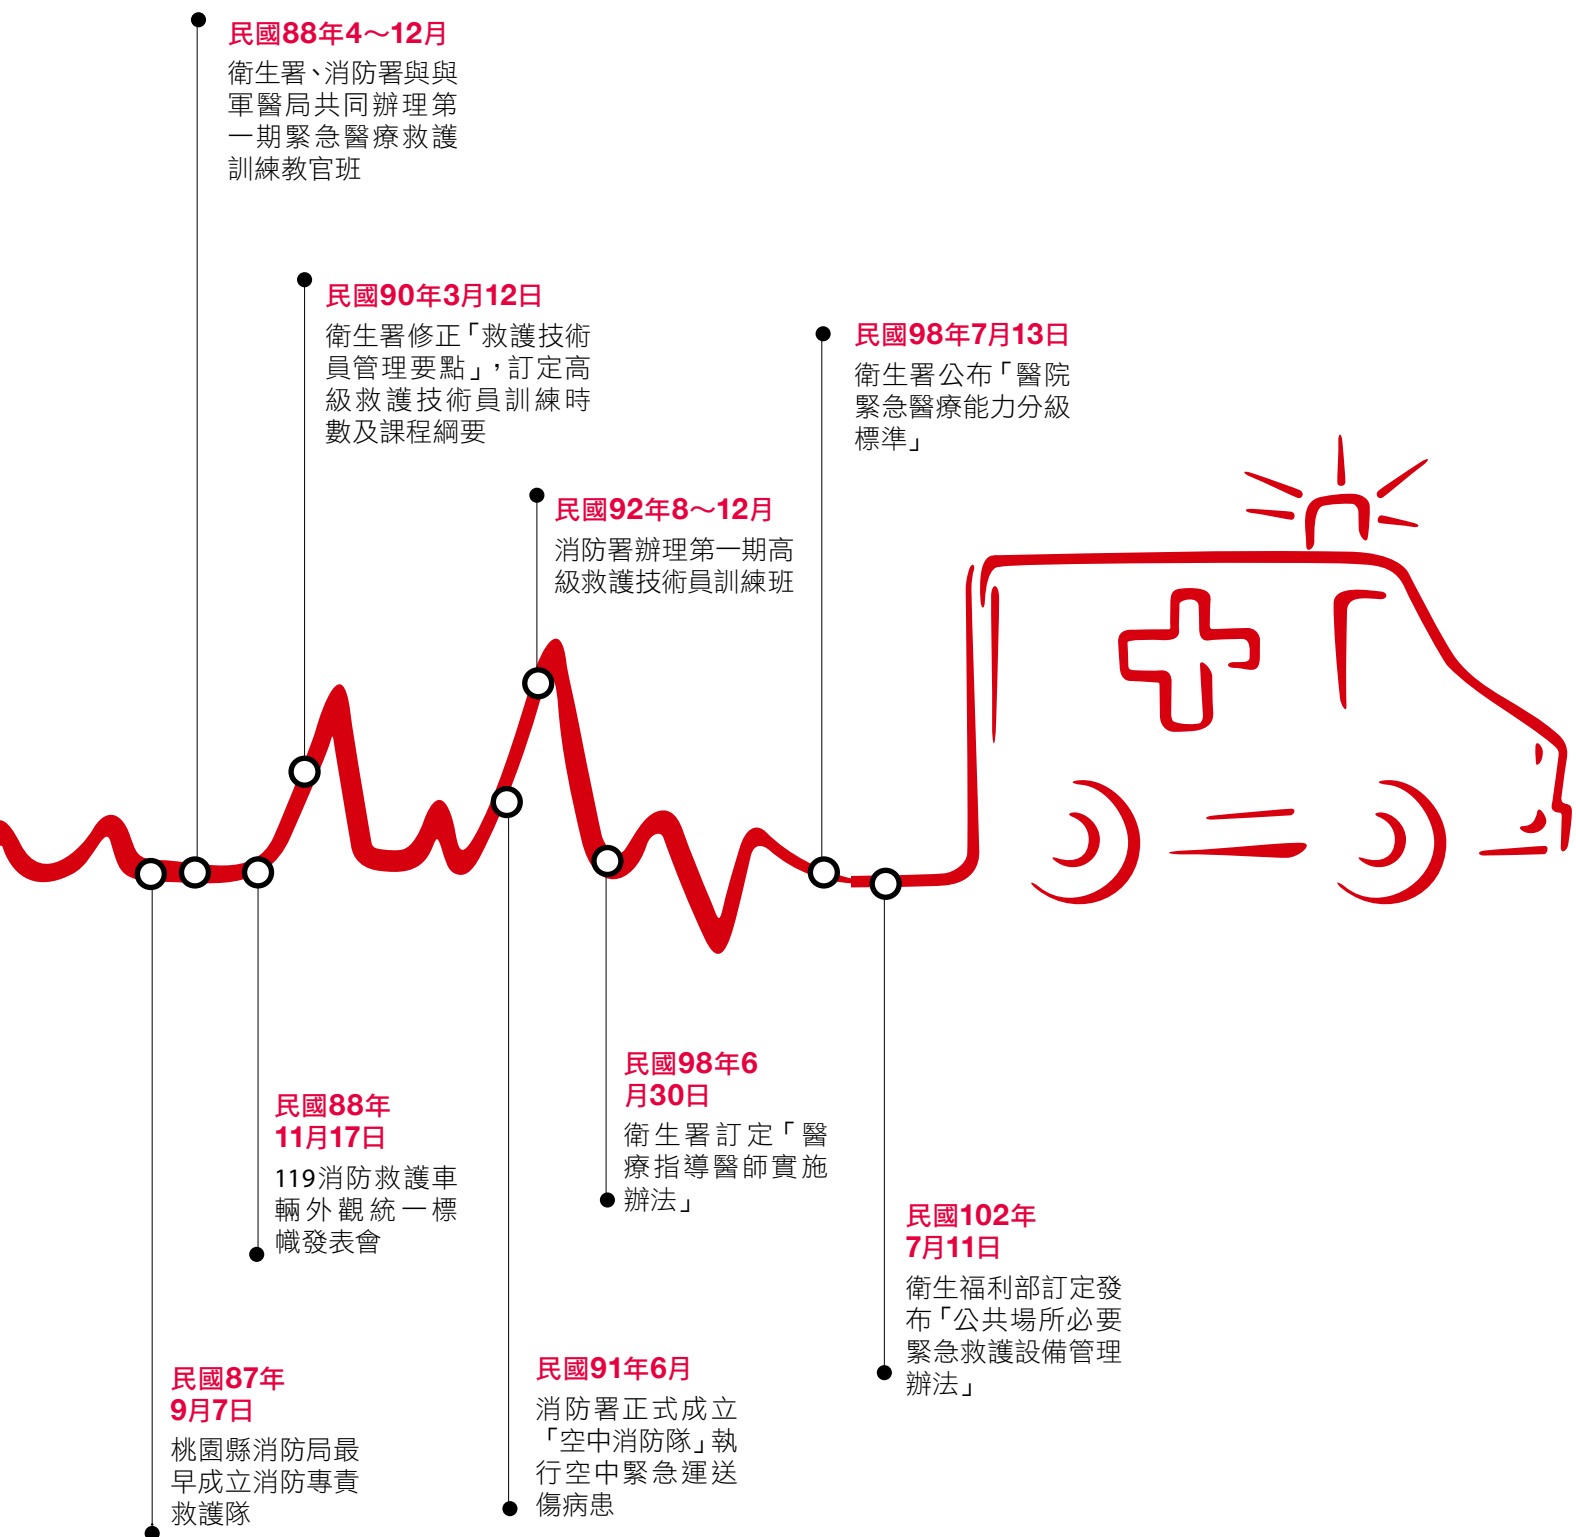 民國88年4～12月
衛生署、消防署與與
軍醫局共同辦理第
一期緊急醫療救護
訓練教官班
民國90年3月12日
衛生署修正「救護技術
員管理要點」，訂定高
級救護技術員訓練時
數及課程綱要
民國98年7月13日
衛生署公布「醫院
緊急醫療能力分級
標準」
民國92年8～12月
消防署辦理第一期高
級救護技術員訓練班
民國98年6
月30日
衛生署訂定「醫
療指導醫師實施
辦法」
民國88年
11月17日
119消防救護車
輛外觀統一標
幟發表會
民國102年
7月11日
衛生福利部訂定發
布「公共場所必要
緊急救護設備管理
辦法」
民國87年
9月7日
桃園縣消防局最
早成立消防專責
救護隊
民國91年6月
消防署正式成立
「空中消防隊」執
行空中緊急運送
傷病患